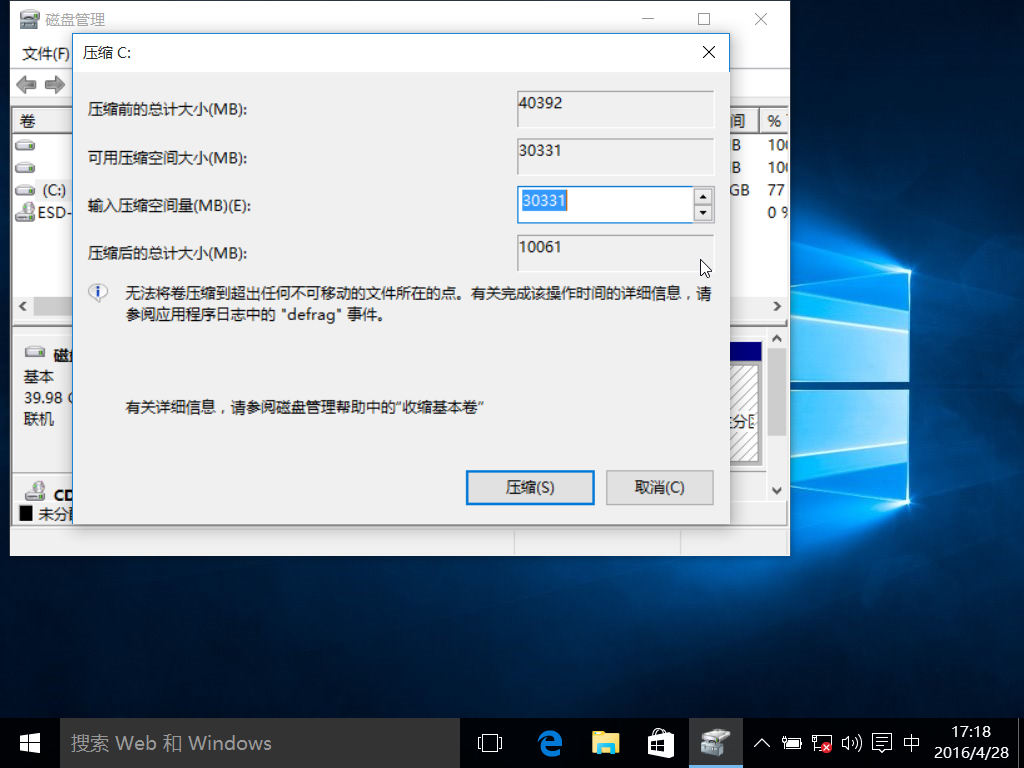 磁盘管理
文件(F)
压缩 C:
卷
间
%
压缩前的总计大小(MB):
40392
B
100
可用压缩空间大小(MB):
30331
B
100
(C:)
GB
77
输入压缩空间量(MB)(E):
30331
ESD-
0 %
压缩后的总计大小(MB):
10061
无法将卷压缩到超出任何不可移动的文件所在的点。有关完成该操作时间的详细信息，请
参阅应用程序日志中的 "defrag" 事件。
基本
39.98
联机
有关详细信息，请参阅磁盘管理帮助中的“收缩基本卷”
压缩(S)
取消(C)
CD
未分
搜索 Web 和 Windows
中
17:18
2016/4/28